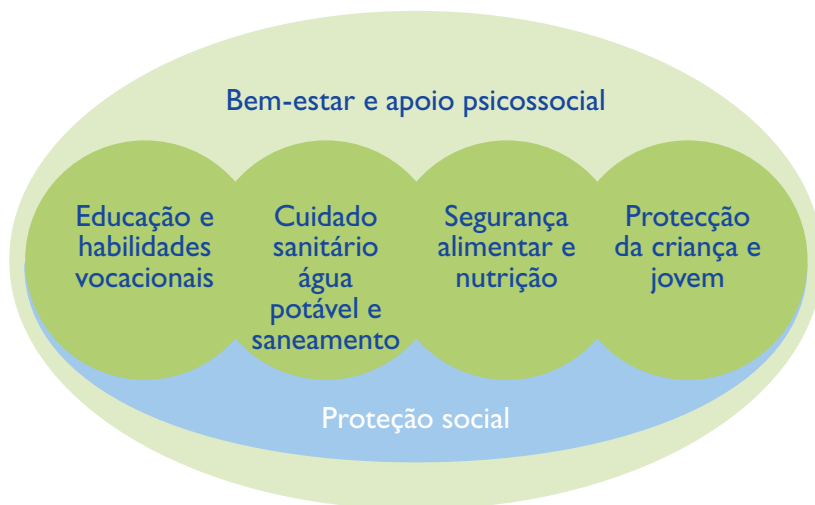 Bem-estar e apoio psicossocial
Educação e
habilidades
vocacionais
Cuidado
sanitário
água
potável e
saneamento
Segurança
alimentar e
nutrição
Protecção
da criança e
jovem
Proteção social